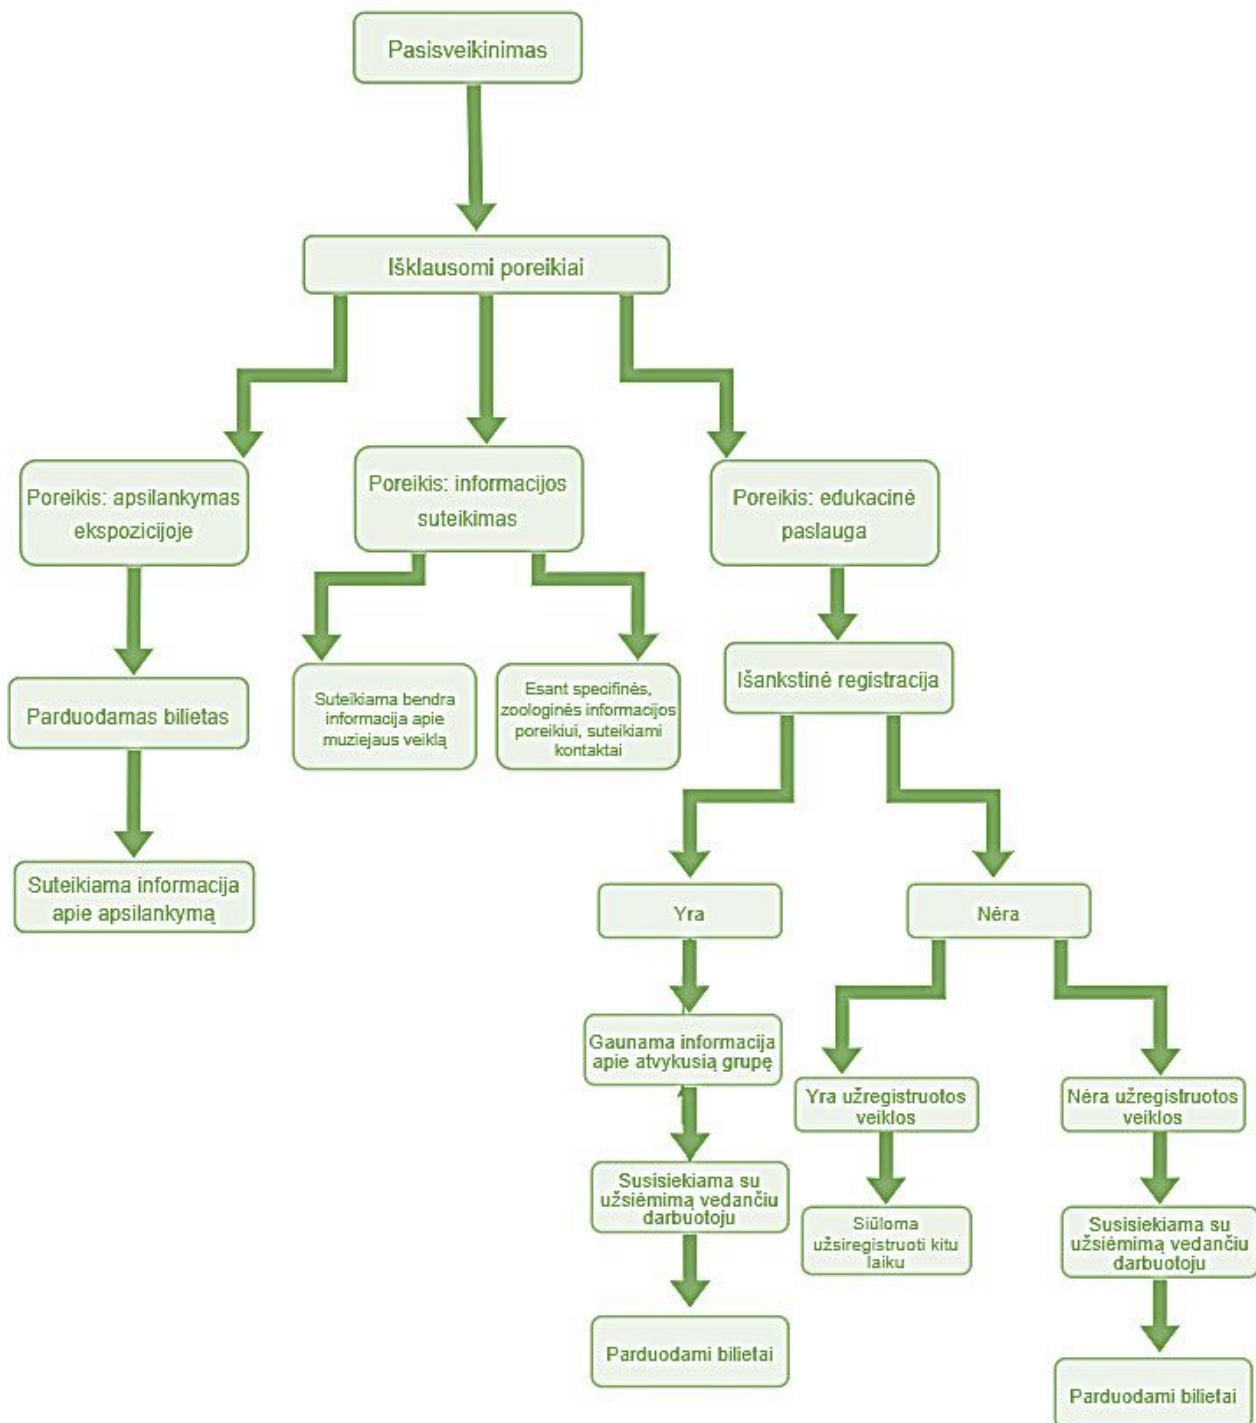 Pasisveikinimas
Išklausomi poreikiai
Poreikis: apsilankymas
ekspozicijoje
Poreikis: informacijos
suteikimas
Poreikis: edukacinė
paslauga
Parduodamas bilietas
Suteikiama bendra
informacija apie
muziejaus veiklą
Esant specifinės,
zoologinės informacijos
poreikiui, suteikiami
kontaktai
Išankstinė registracija
Suteikiama informacija
apie apsilankymą
Yra
Nėra
Gaunama informacija
apie atvykusią grupę
Yra užregistruotos
veiklos
Nėra užregistruotos
veiklos
Susisiekiama su
užsiėmimą vedančiu
darbuotoju
Siūloma
užsiregistruoti kitu
laiku
Susisiekiama su
užsiėmimą vedančiu
darbuotoju
Parduodami bilietai
Parduodami bilietai